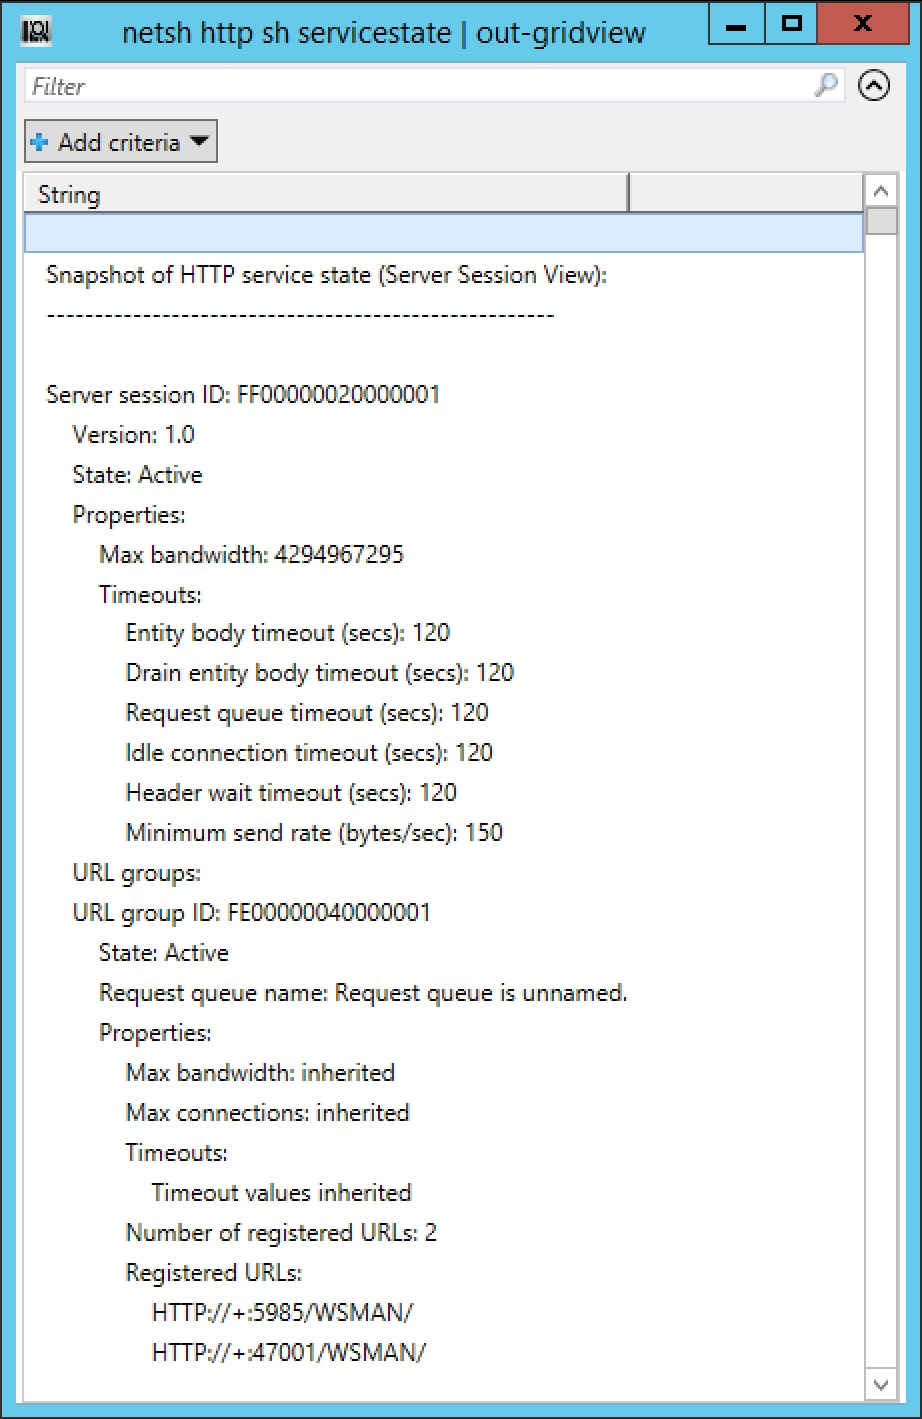 netsh http sh servicestate | out-gridview
Filter
Add criteria
String
Snapshot of HTTP service state (Server Session View):
-----------------------------------------------------
Server session ID: FF00000020000001
Version: 1.0
State: Active
Properties:
Max bandwidth: 4294967295
Timeouts:
Entity body timeout (secs): 120
Drain entity body timeout (secs): 120
Request queue timeout (secs): 120
Idle connection timeout (secs): 120
Header wait timeout (secs): 120
Minimum send rate (bytes/sec): 150
URL groups:
URL group ID: FE00000040000001
State: Active
Request queue name: Request queue is unnamed.
Properties:
Max bandwidth: inherited
Max connections: inherited
Timeouts:
Timeout values inherited
Number of registered URLs: 2
Registered URLs:
HTTP://+:5985/WSMAN/
HTTP://+:47001/WSMAN/